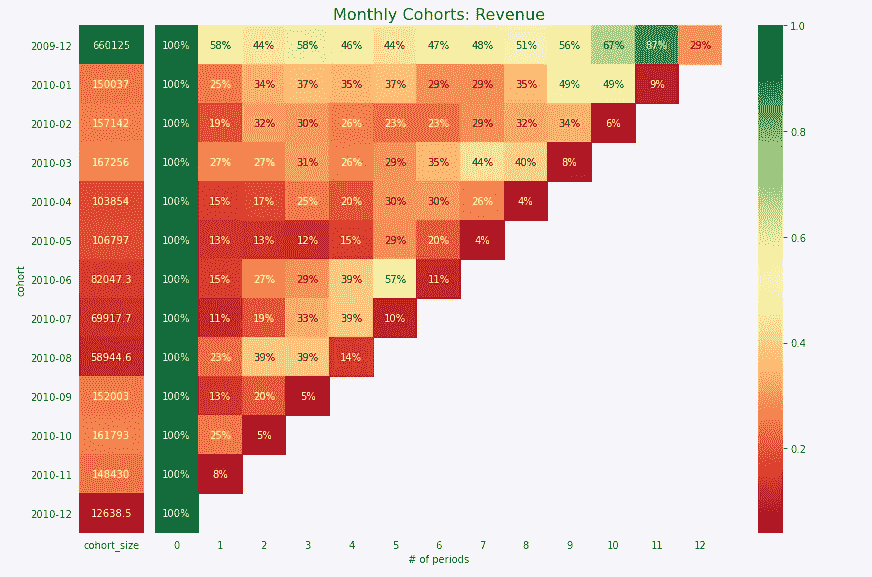 Monthly Cohorts: Revenue
2009-12 660125 100% 58% 44% 58% 46% 44% 47% 48% 51% 56% 67% 87% 29%
2010-01 150037 100% 25% 34% 37% 35% 37% 29% 29% 35% 49% 49% 9%
2010-02 157142 100% 19% 32% 30% 26% 23% 23% 29% 32% 34% 6%
2010-03 167256 100% 27% 27% 31% 26% 29% 35% 44% 40% 8%
2010-04 103854 100% 15% 17% 25% 20% 30% 30% 26% 4%
2010-05 106797 100% 13% 13% 12% 15% 29% 20% 4%
2010-06 82047.3 100% 15% 27% 29% 39% 57% 11%
2010-07 69917.7 100% 11% 19% 33% 39% 10%
2010-08 58944.6 100% 23% 39% 39% 14%
2010-09 152003 100% 13% 20% 5%
2010-10 161793 100% 25% 5%
2010-11 148430 100% 8%
2010-12 12638.5 100%
cohort
cohort_size 0 1 2 3 4 5 6 7 8 9 10 11 12
# of periods
1.0
0.8
0.6
0.4
0.2